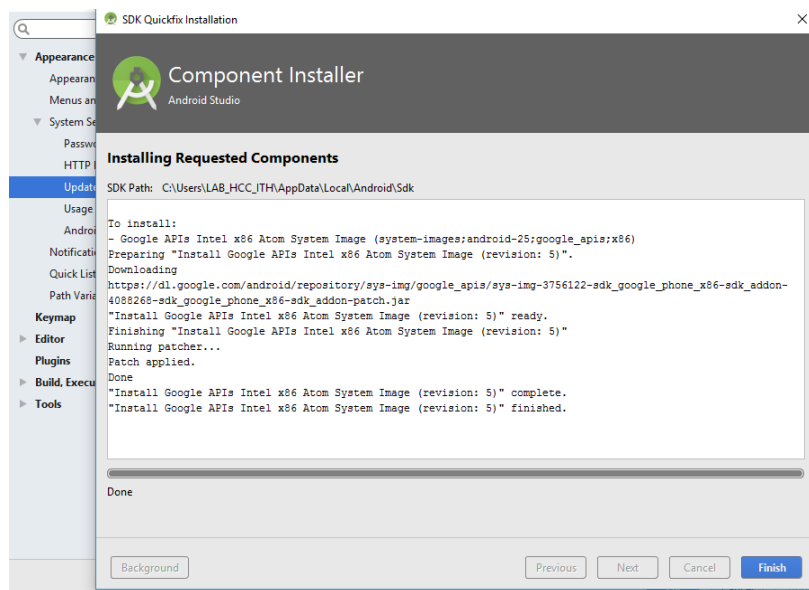 SDK Quickfix Installation
Component Installer
Android Studio
Appearance
Appearan
Menus an
System Se
Passwo
HTTP
Update
Usage
Androi
Notificati
Quick List
Path Varia
Keymap
Editor
Plugins
Build, Execu
Tools
Installing Requested Components
SDK Path: C:\Users\LAB_HCC_ITH\AppData\Local\Android\Sdk
To install:
- Google APIs Intel x86 Atom System Image (system-images;android-25;google_apis;x86)
Preparing "Install Google APIs Intel x86 Atom System Image (revision: 5)".
Downloading
https://dl.google.com/android/repository/sys-img/google_apis/sys-img-3756122-sdk_google_phone_x86-sdk_addon-
4088268-sdk_google_phone_x86-sdk_addon-patch.jar
"Install Google APIs Intel x86 Atom System Image (revision: 5)" ready.
Finishing "Install Google APIs Intel x86 Atom System Image (revision: 5)"
Running patcher...
Patch applied.
Done
"Install Google APIs Intel x86 Atom System Image (revision: 5)" complete.
"Install Google APIs Intel x86 Atom System Image (revision: 5)" finished.
Done
Background
Previous
Next
Cancel
Finish